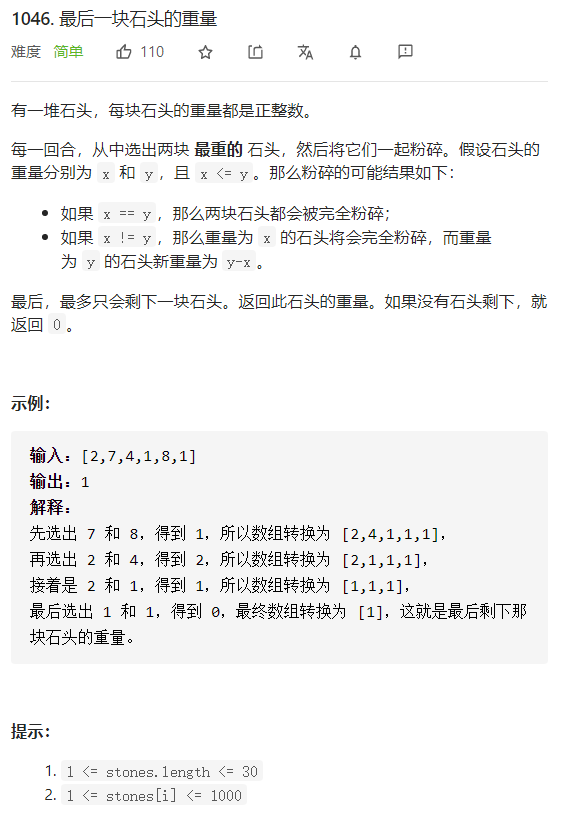 1046. 最后一块石头的重量
难度 简单 110
有一堆石头，每块石头的重量都是正整数。
每一回合，从中选出两块 最重的 石头，然后将它们一起粉碎。假设石头的
重量分别为 x 和 y，且 x <= y。那么粉碎的可能结果如下：
如果 x == y，那么两块石头都会被完全粉碎；
如果 x != y，那么重量为 x 的石头将会完全粉碎，而重量
为 y 的石头新重量为 y-x。
最后，最多只会剩下一块石头。返回此石头的重量。如果没有石头剩下，就
返回 0。
示例：
输入：[2,7,4,1,8,1]
输出：1
解释：
先选出 7 和 8，得到 1，所以数组转换为 [2,4,1,1,1]，
再选出 2 和 4，得到 2，所以数组转换为 [2,1,1,1]，
接着是 2 和 1，得到 1，所以数组转换为 [1,1,1]，
最后选出 1 和 1，得到 0，最终数组转换为 [1]，这就是最后剩下那
块石头的重量。
提示：
1. 1 <= stones.length <= 30
2. 1 <= stones[i] <= 1000